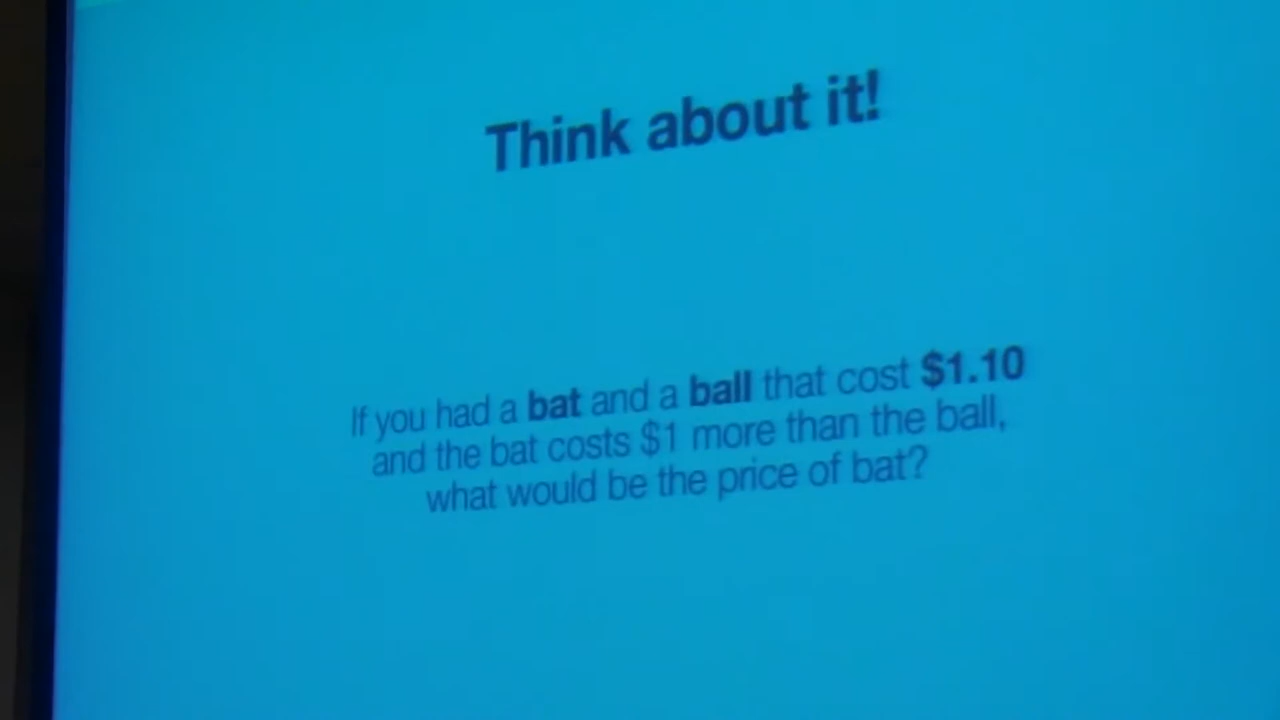 Think about it!
If you had a bat and a ball that cost $1.10
and the bat costs $1 more than the ball,
what would be the price of bat?